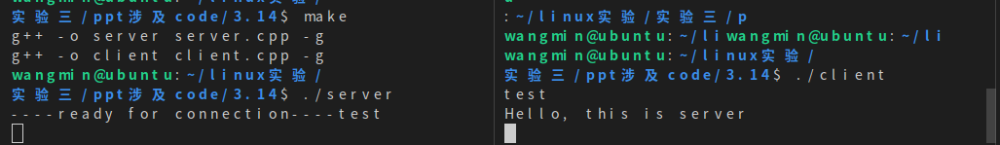 wangmin@ubuntu:~/linux实验/
实验三/ppt涉及code/3.14$ make
g++ -o server server.cpp -g
g++ -o client client.cpp -g
wangmin@ubuntu:~/linux实验/
实验三/ppt涉及code/3.14$ ./server
----ready for connection----test
u
:~/linux实验/实验三/p
wangmin@ubuntu:~/li wangmin@ubuntu:~/li
wangmin@ubuntu:~/linux实验/
实验三/ppt涉及code/3.14$ ./client
test
Hello, this is server